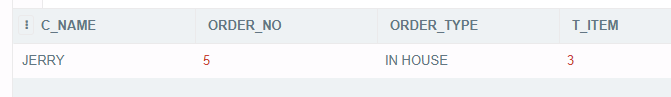 C_NAME ORDER_NO ORDER_TYPE T_ITEM
JERRY 5 IN HOUSE 3